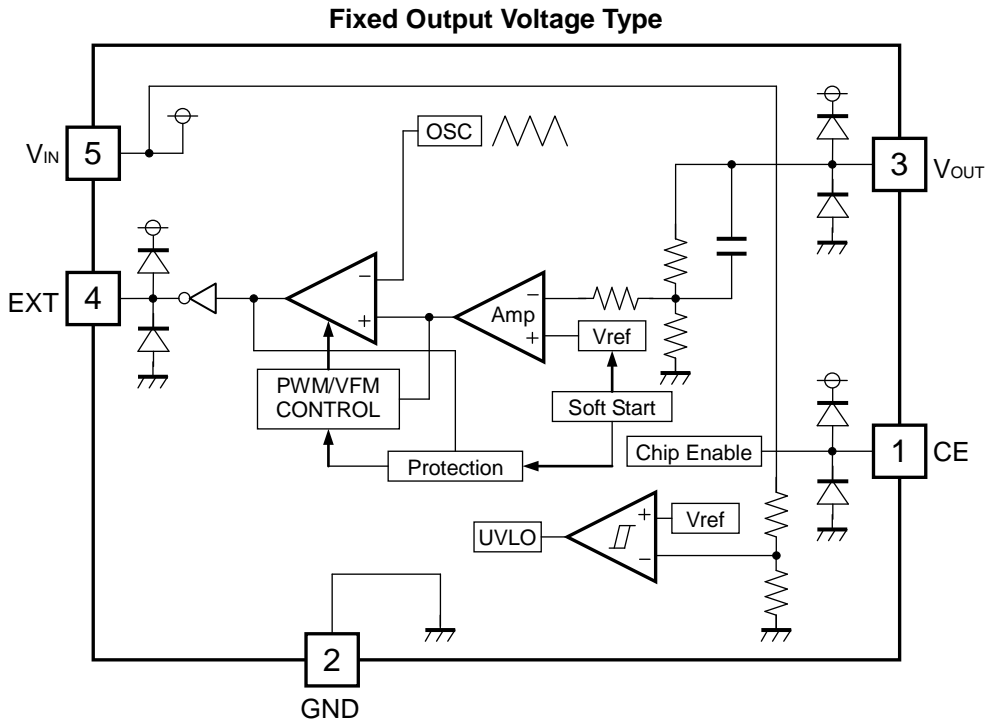 Fixed Output Voltage Type
OSC
5
VIN
3
VOUT
4
EXT
−
+
Amp
−
+
Vref
PWM/VFM
CONTROL
Soft Start
Protection
Chip Enable
1
CE
UVLO
+
−
Vref
2
GND